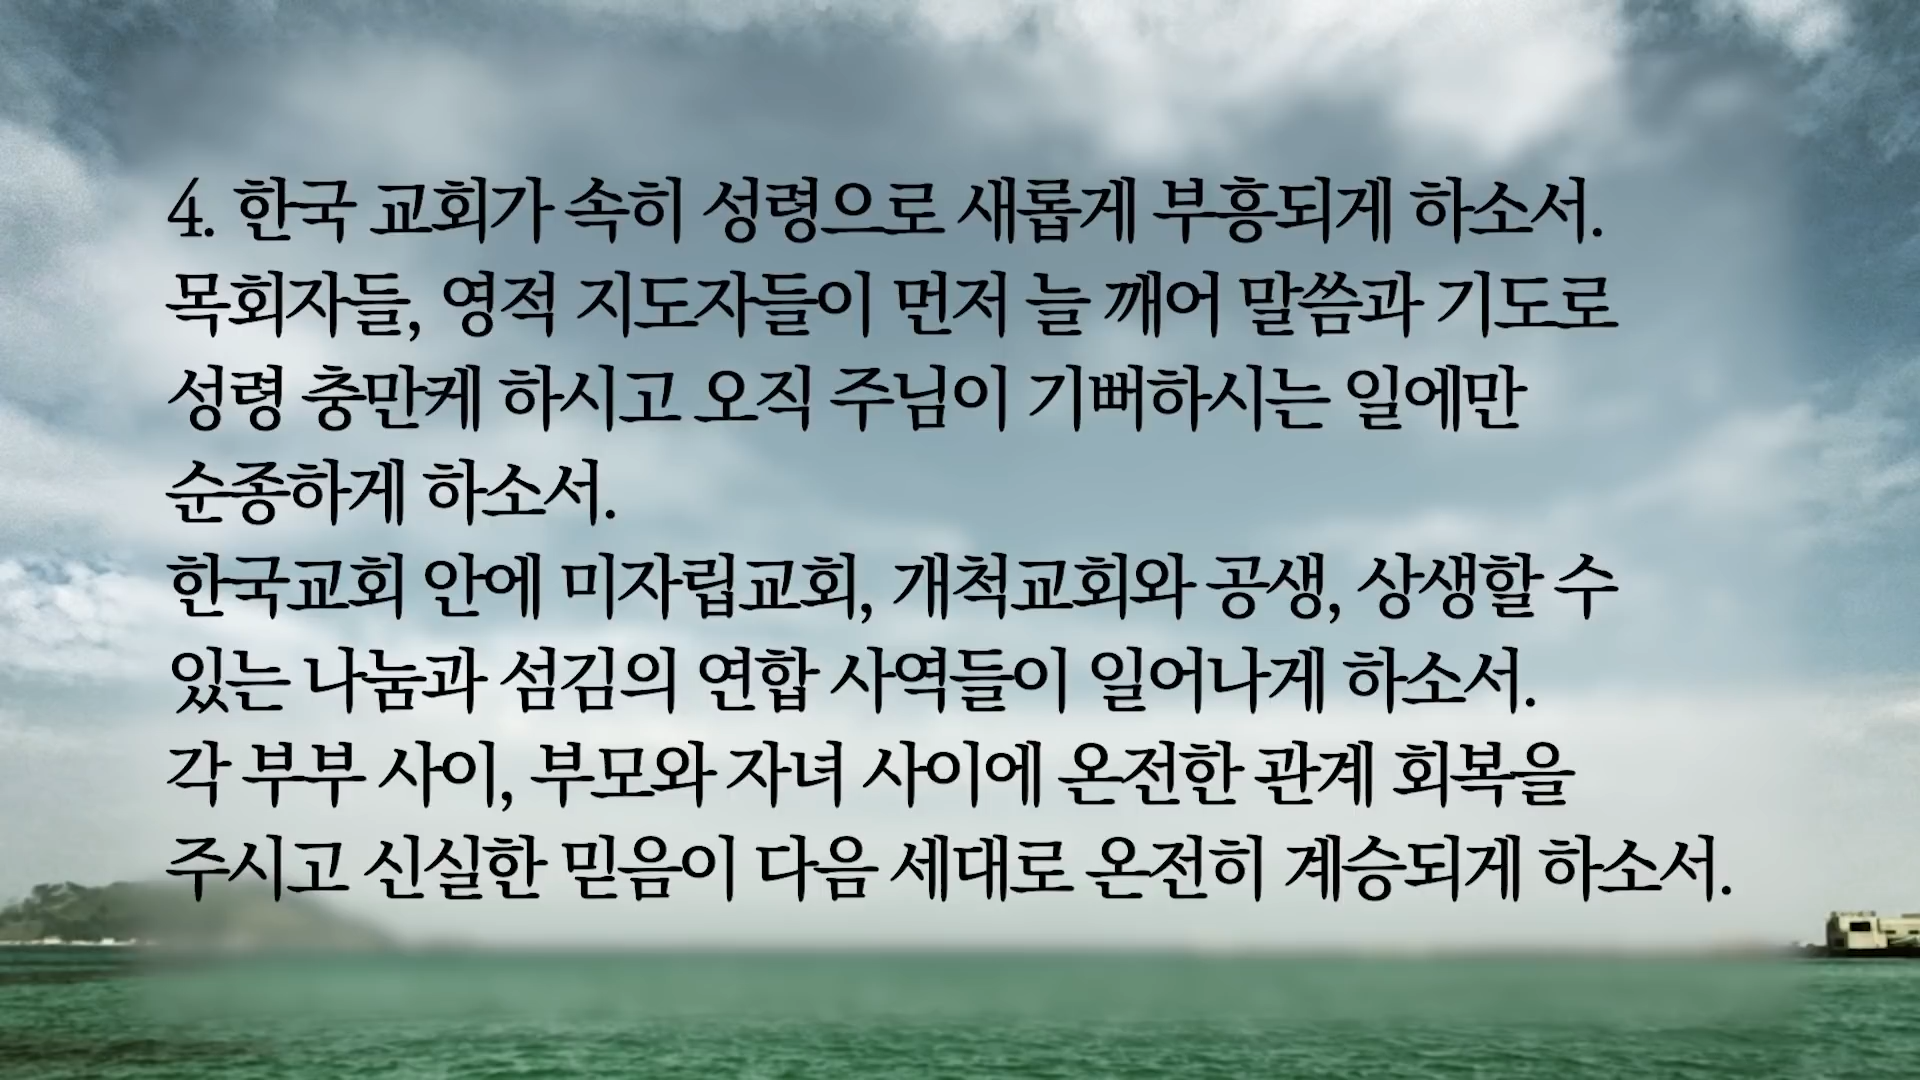 4. 한국 교회가 속히 성령으로 새롭게 부흥되게 하소서.
목회자들, 영적 지도자들이 먼저 늘 깨어 말씀과 기도로
성령 충만케 하시고 오직 주님이 기뻐하시는 일에만
순종하게 하소서.
한국교회 안에 미자립교회, 개척교회와 공생, 상생할 수
있는 나눔과 섬김의 연합 사역들이 일어나게 하소서.
각 부부 사이, 부모와 자녀 사이에 온전한 관계 회복을
주시고 신실한 믿음이 다음 세대로 온전히 계승되게 하소서.